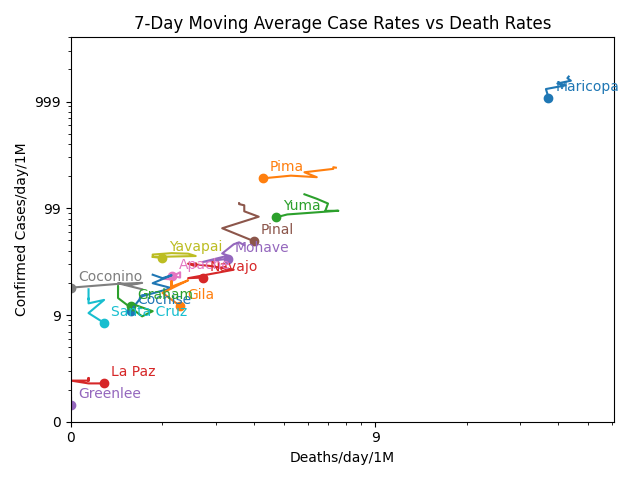 7-Day Moving Average Case Rates vs Death Rates
Confirmed Cases/day/1M
999
99
9
0
Maricopa
Pima
Yuma
Pinal
Yavapai
Mohave
Apache
Navajo
Coconino
Graham
Gila
Cochise
Santa Cruz
La Paz
Greenlee
0
9
Deaths/day/1M